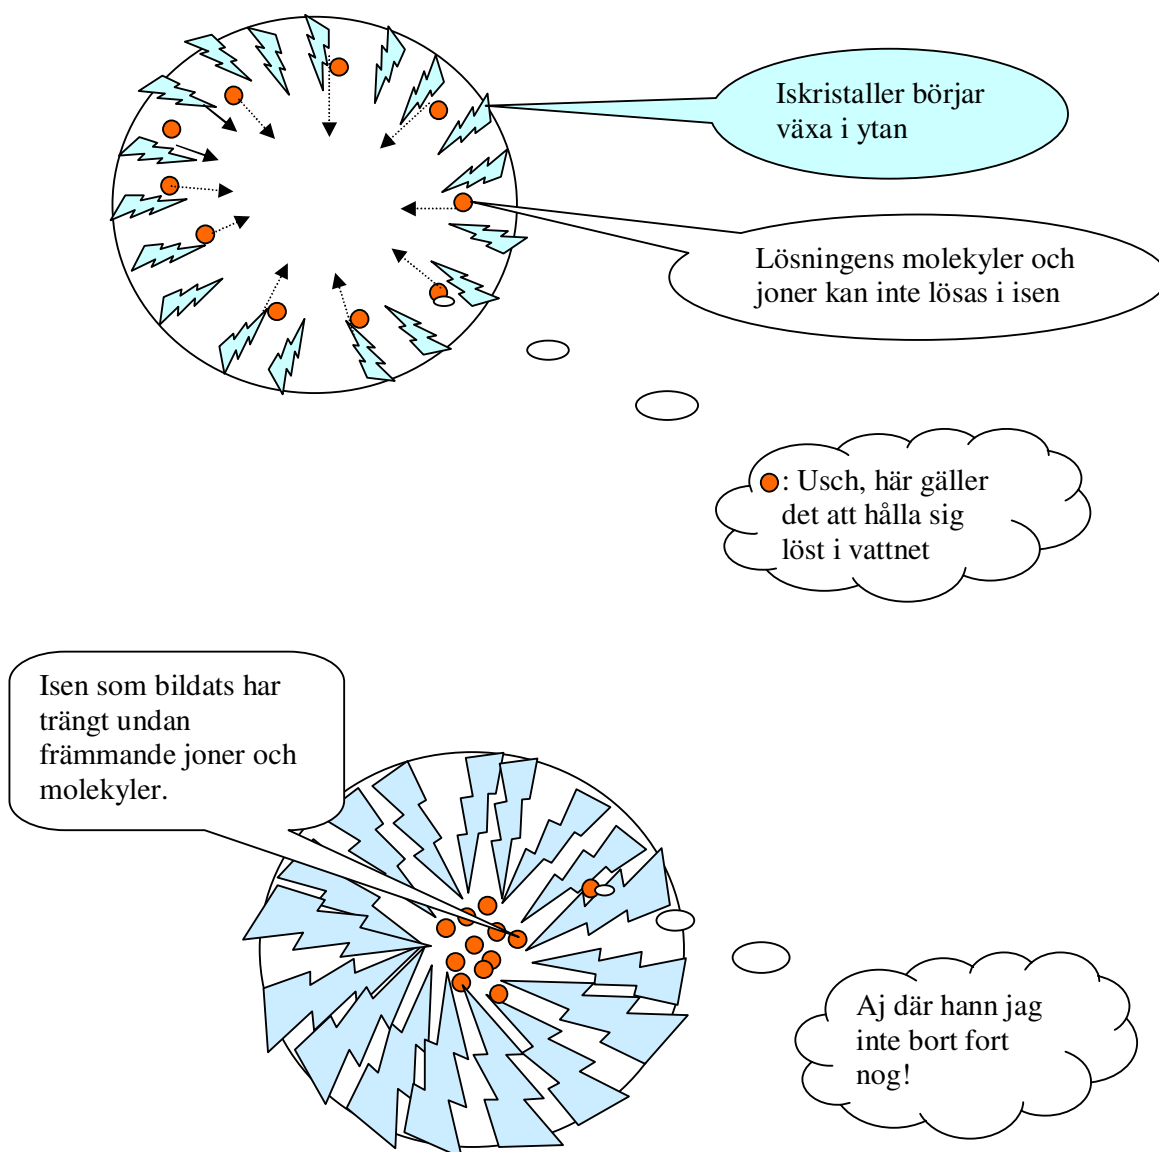 Iskristaller börjar
växa i ytan
Lösningens molekyler och
joner kan inte lösas i isen
: Usch, här gäller
det att hålla sig
löst i vattnet
Isen som bildats har
trängt undan
främmande joner och
molekyler.
Aj där hann jag
inte bort fort
nog!